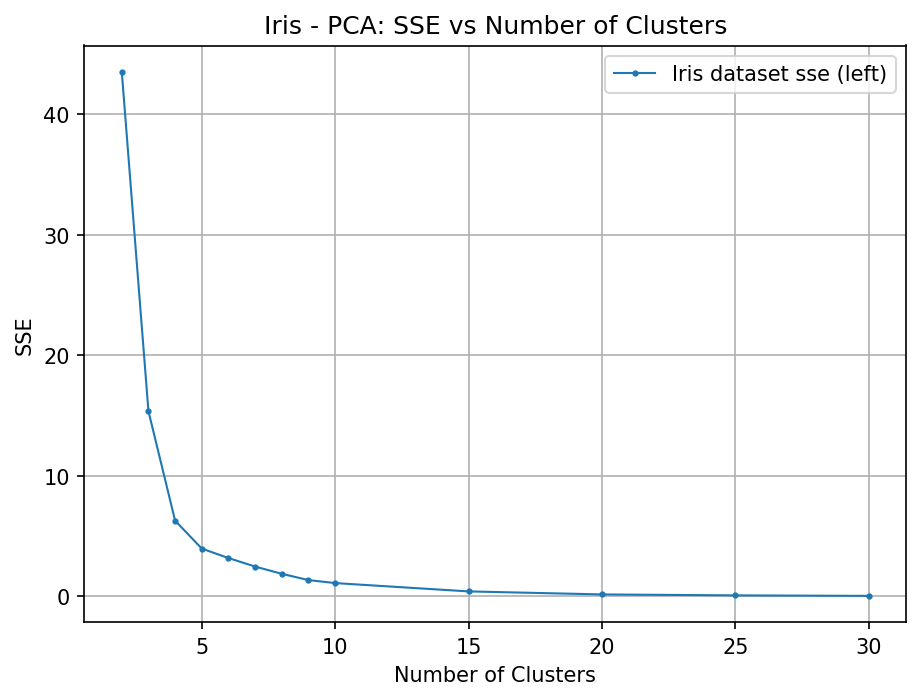 Iris - PCA: SSE vs Number of Clusters
Iris dataset sse (left)
40
30
20
10
0
SSE
5 10 15 20 25 30
Number of Clusters